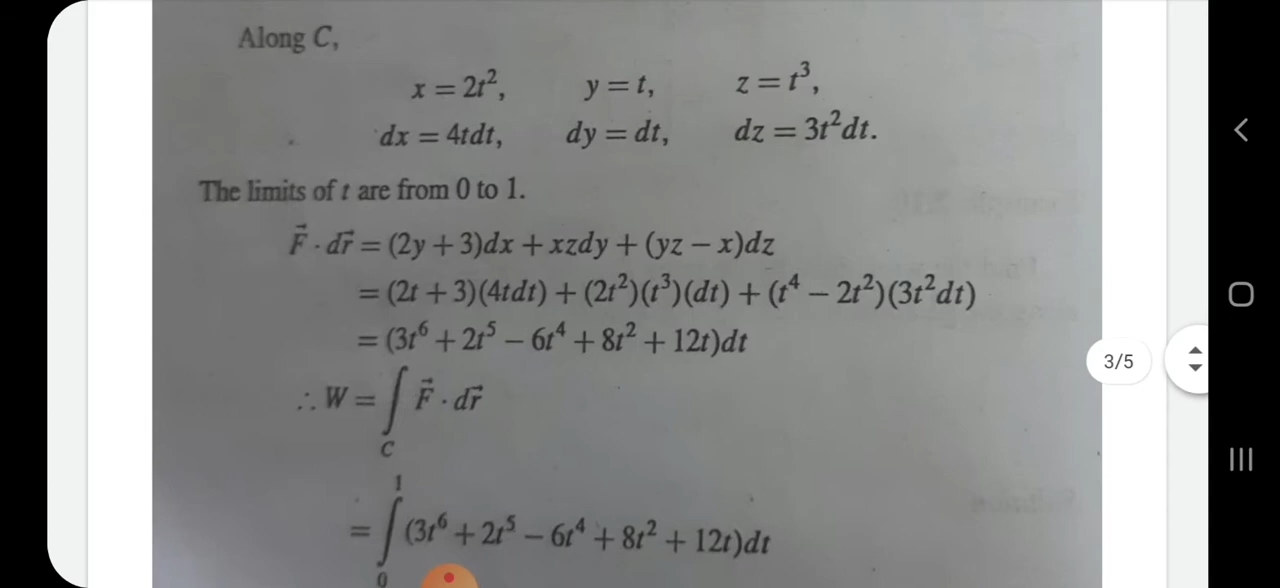 Along C,
x = 2t², y = t, z = t³,
dx = 4tdt, dy = dt, dz = 3t²dt.
The limits of t are from 0 to 1.
F⃗ · dr⃗ = (2y + 3)dx + xzdy + (yz − x)dz
= (2t + 3)(4tdt) + (2t²)(t³)(dt) + (t⁴ − 2t²)(3t²dt)
= (3t⁶ + 2t⁵ − 6t⁴ + 8t² + 12t)dt
3/5
∴ W = ∫ F⃗ · dr⃗
C
1
= ∫ (3t⁶ + 2t⁵ − 6t⁴ + 8t² + 12t)dt
0